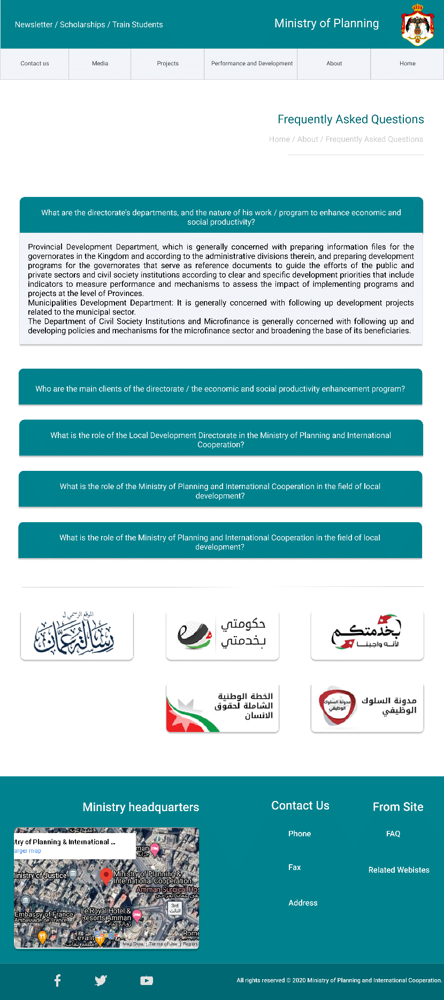 Newsletter / Scholarships / Train Students
Ministry of Planning
Contact us
Media
Projects
Performance and Development
About
Home
Frequently Asked Questions
Home / About / Frequently Asked Questions
What are the directorate's departments, and the nature of his work / program to enhance economic and
social productivity?
Provincial Development Department, which is generally concerned with preparing information files for the
governorates in the Kingdom and according to the administrative divisions therein, and preparing development
programs for the governorates that serve as reference documents to guide the efforts of the public and
private sectors and civil society institutions according to clear and specific development priorities that include
indicators to measure performance and mechanisms to assess the impact of implementing programs and
projects at the level of Provinces.
Municipalities Development Department: It is generally concerned with following up development projects
related to the municipal sector.
The Department of Civil Society Institutions and Microfinance is generally concerned with following up and
developing policies and mechanisms for the microfinance sector and broadening the base of its beneficiaries.
Who are the main clients of the directorate / the economic and social productivity enhancement program?
What is the role of the Local Development Directorate in the Ministry of Planning and International
Cooperation?
What is the role of the Ministry of Planning and International Cooperation in the field of local
development?
What is the role of the Ministry of Planning and International Cooperation in the field of local
development?
الموقع الرسمي ل
رسالة عمان
حكومتي
بخدمتي
بخدمتكم
لأنه واجبنا
الخطة الوطنية
الشاملة لحقوق
الانسان
مدونة السلوك
الوظيفي
مدونة السلوك
الوظيفي
Ministry headquarters
Contact Us
From Site
Phone
FAQ
Fax
Related Webistes
Address
stry of Planning & International ...
arger map
inistry of Justice
Ministry of Planning &
International Cooperation
Amman Surgical Hos
3rd
الثالث
Embassy of France
Ambassade de France
Le Royal Hotel &
Resorts Amman
رويال عمان
Levant
Rome
Google
Map Data
Terms of Use
Report
All rights reserved © 2020 Ministry of Planning and International Cooperation.